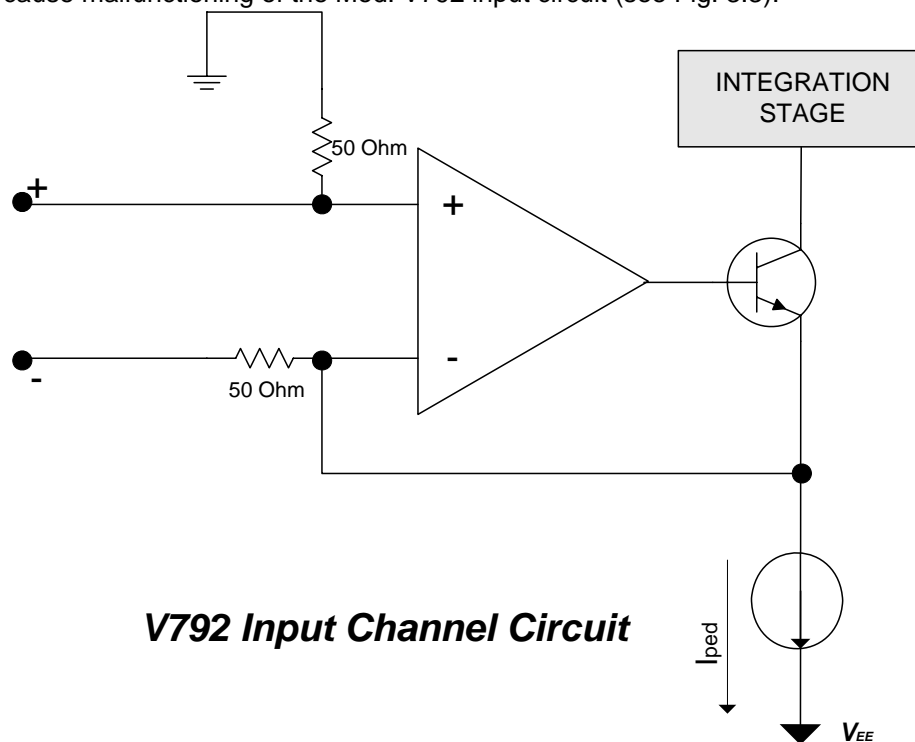 cause malfunctioning of the Mod. V792 input circuit (see Fig. 3.3).
INTEGRATION
STAGE
50 Ohm
+
+
-
-
50 Ohm
V792 Input Channel Circuit
Iped
VEE